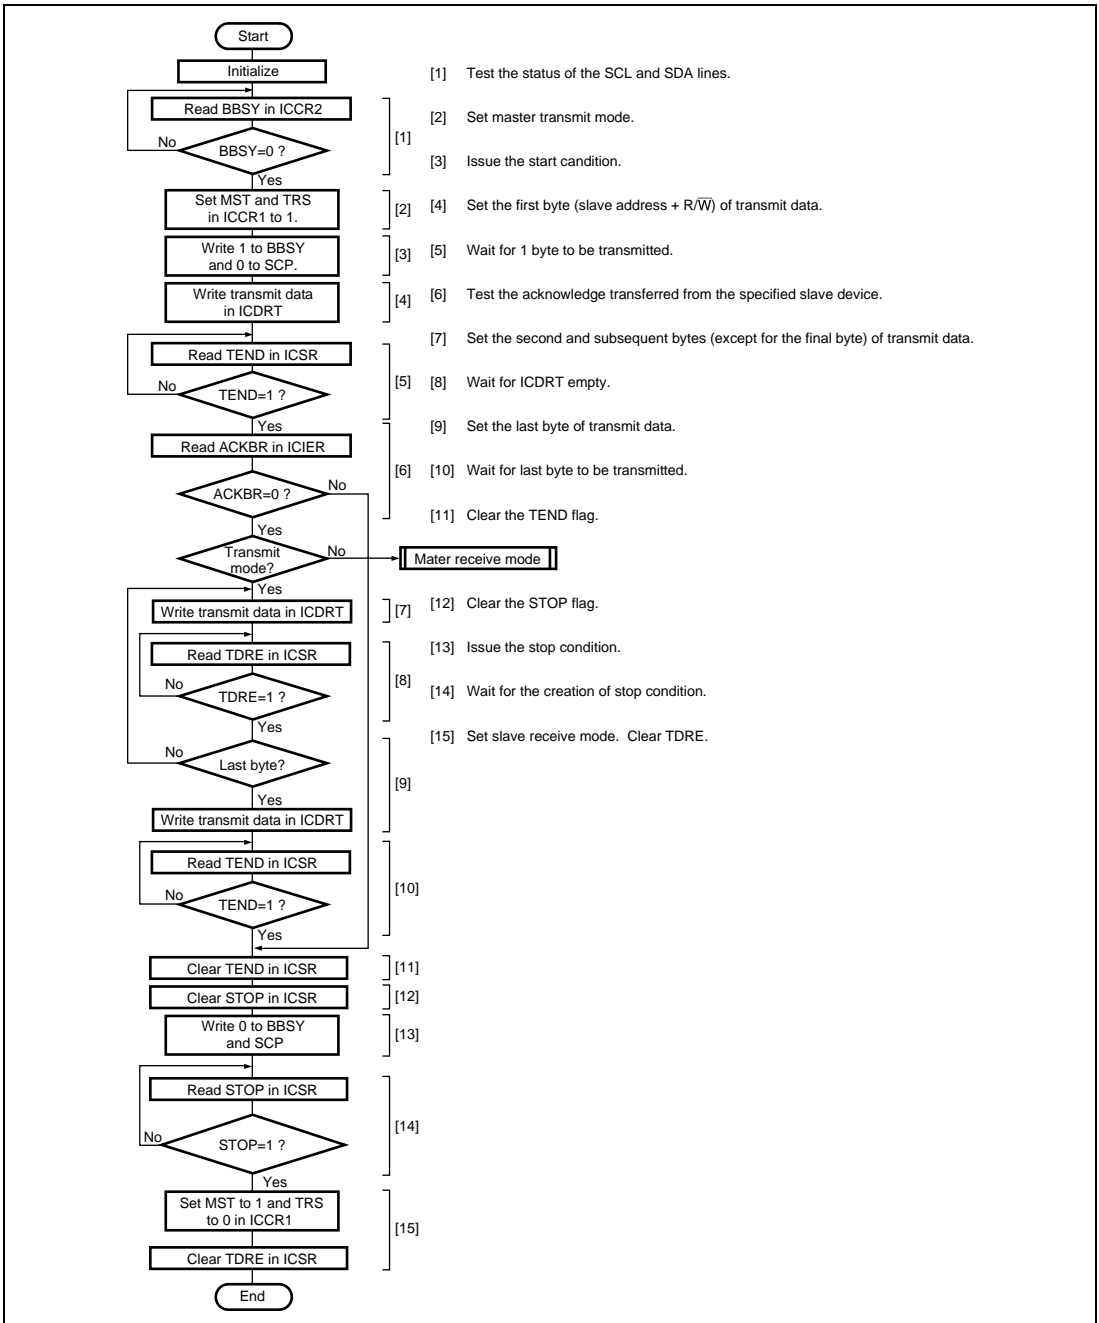 Start
Initialize
Read BBSY in ICCR2
No
BBSY=0 ?
[1]
Yes
Set MST and TRS
in ICCR1 to 1.
[2]
Write 1 to BBSY
and 0 to SCP.
[3]
Write transmit data
in ICDRT
[4]
Read TEND in ICSR
No
TEND=1 ?
[5]
Yes
Read ACKBR in ICIER
[6]
No
ACKBR=0 ?
Yes
Transmit
mode?
No
Mater receive mode
Yes
Write transmit data in ICDRT
[7]
Read TDRE in ICSR
No
TDRE=1 ?
[8]
Yes
No
Last byte?
[9]
Yes
Write transmit data in ICDRT
Read TEND in ICSR
No
TEND=1 ?
[10]
Yes
Clear TEND in ICSR
[11]
Clear STOP in ICSR
[12]
Write 0 to BBSY
and SCP
[13]
Read STOP in ICSR
No
STOP=1 ?
[14]
Yes
Set MST to 1 and TRS
to 0 in ICCR1
[15]
Clear TDRE in ICSR
End
[1] Test the status of the SCL and SDA lines.
[2] Set master transmit mode.
[3] Issue the start candition.
[4] Set the first byte (slave address + R/W̅) of transmit data.
[5] Wait for 1 byte to be transmitted.
[6] Test the acknowledge transferred from the specified slave device.
[7] Set the second and subsequent bytes (except for the final byte) of transmit data.
[8] Wait for ICDRT empty.
[9] Set the last byte of transmit data.
[10] Wait for last byte to be transmitted.
[11] Clear the TEND flag.
[12] Clear the STOP flag.
[13] Issue the stop condition.
[14] Wait for the creation of stop condition.
[15] Set slave receive mode. Clear TDRE.